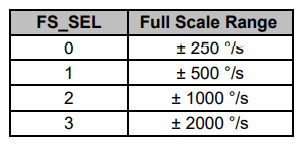 FS_SEL Full Scale Range
0 ± 250 °/s
1 ± 500 °/s
2 ± 1000 °/s
3 ± 2000 °/s